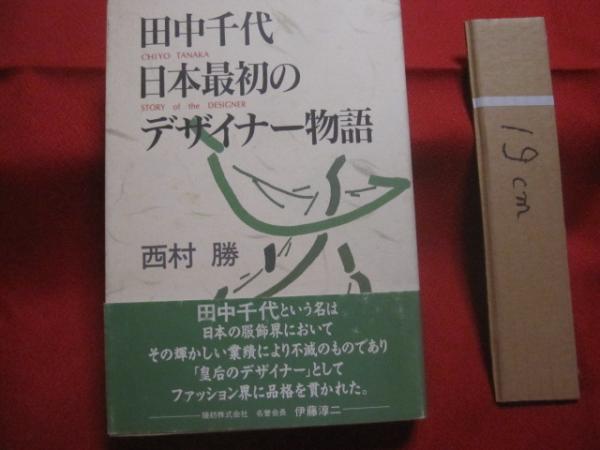 田中千代
CHIYO TANAKA
日本最初の
STORY of the DESIGNER
デザイナー物語
西村 勝
田中千代という名は
日本の服飾界において
その輝かしい業績により不滅のものであり
「皇后のデザイナー」として
ファッション界に品格を貫かれた。
鐘紡株式会社 名誉会長 伊藤淳二
19cm